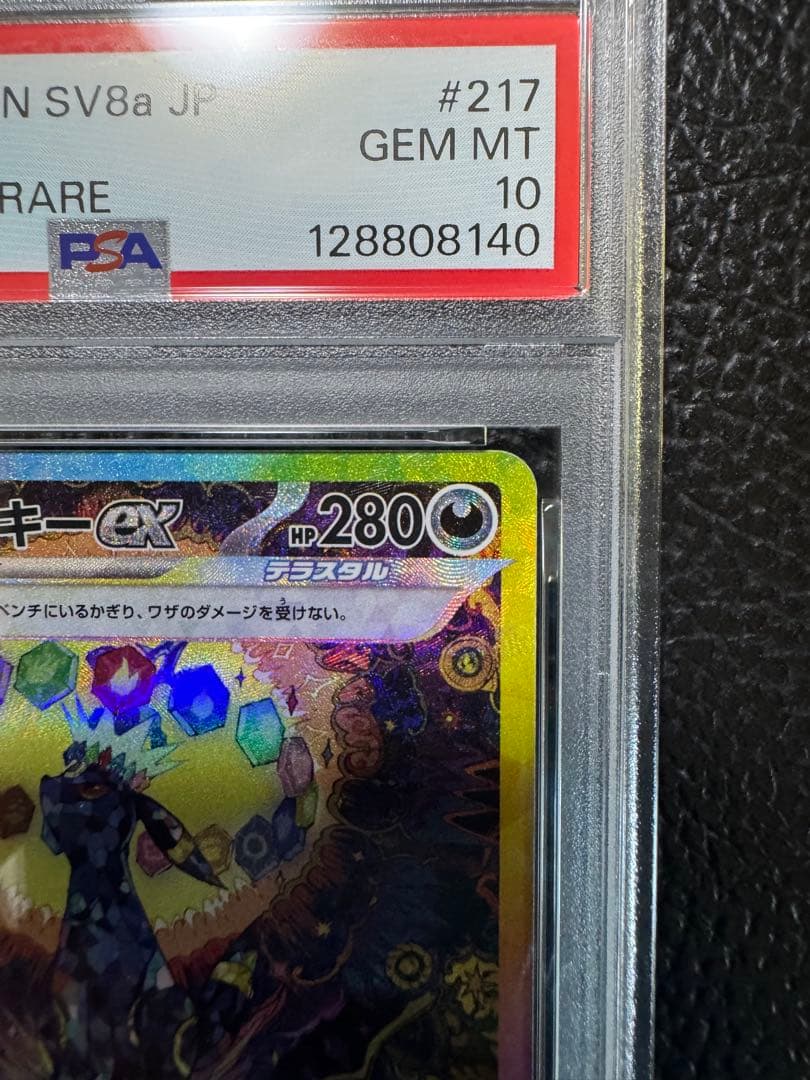 N SV8a JP #217
GEM MT
RARE 10
PSA 128808140
キーex HP 280
テラスタル
ベンチにいるかぎり、ワザのダメージを受けない。